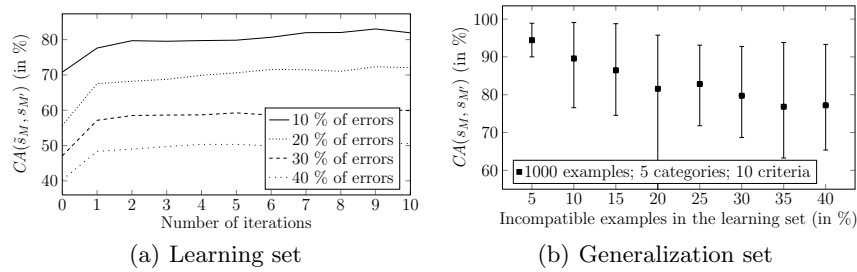 CA(s̃_M, s_M') (in %)
80
70
60
50
40
0 1 2 3 4 5 6 7 8 9 10
Number of iterations
10 % of errors
20 % of errors
30 % of errors
40 % of errors
(a) Learning set
CA(s_M, s_M') (in %)
100
90
80
70
60
1000 examples; 5 categories; 10 criteria
5 10 15 20 25 30 35 40
Incompatible examples in the learning set (in %)
(b) Generalization set